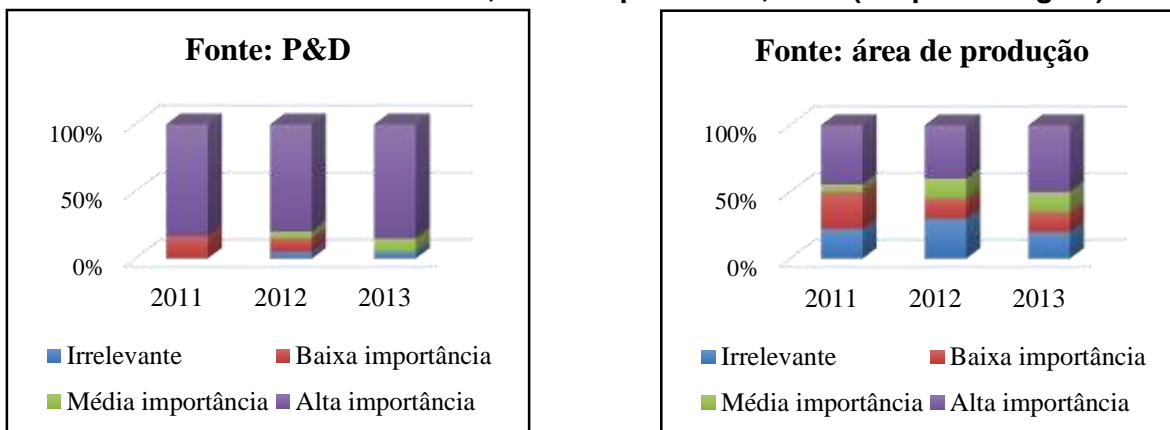 Fonte: P&D
100%
50%
0%
2011 2012 2013
Irrelevante Baixa importância
Média importância Alta importância
Fonte: área de produção
100%
50%
0%
2011 2012 2013
Irrelevante Baixa importância
Média importância Alta importância